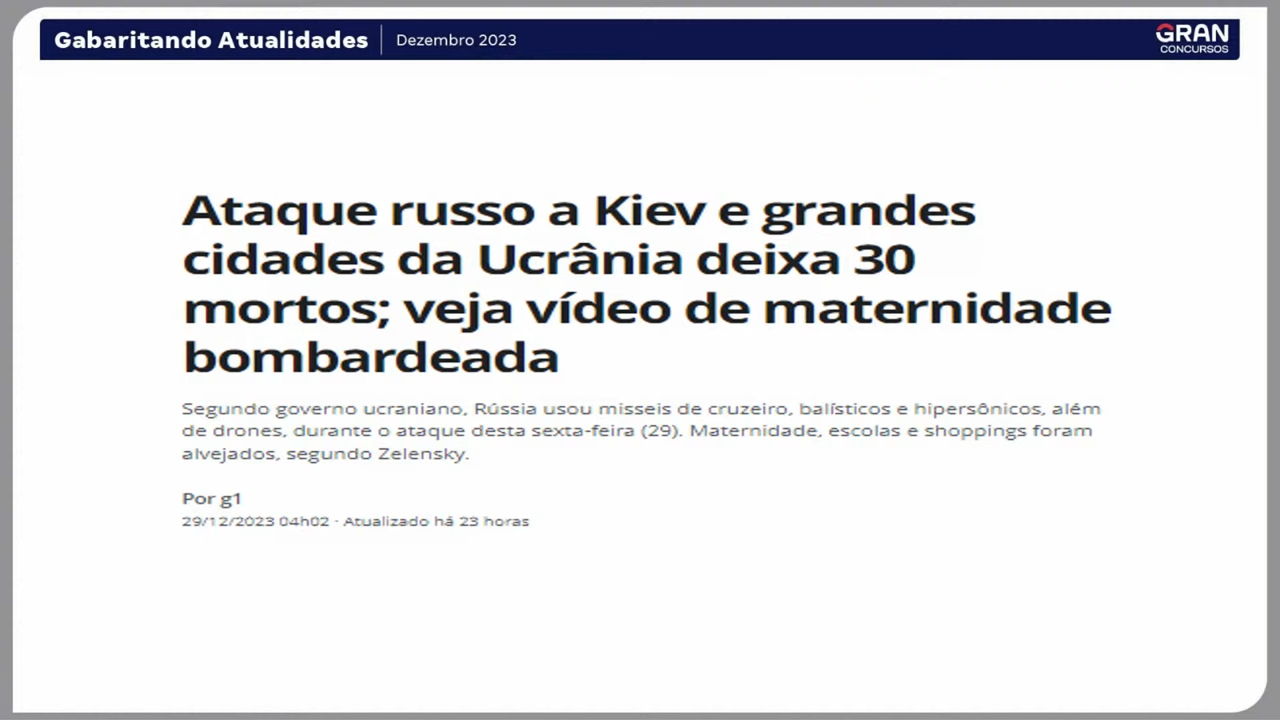 Gabaritando Atualidades
Dezembro 2023
GRAN
CONCURSOS
Ataque russo a Kiev e grandes
cidades da Ucrânia deixa 30
mortos; veja vídeo de maternidade
bombardeada
Segundo governo ucraniano, Rússia usou misseis de cruzeiro, balísticos e hipersônicos, além
de drones, durante o ataque desta sexta-feira (29). Maternidade, escolas e shoppings foram
alvejados, segundo Zelensky.
Por g1
29/12/2023 04h02 · Atualizado há 23 horas